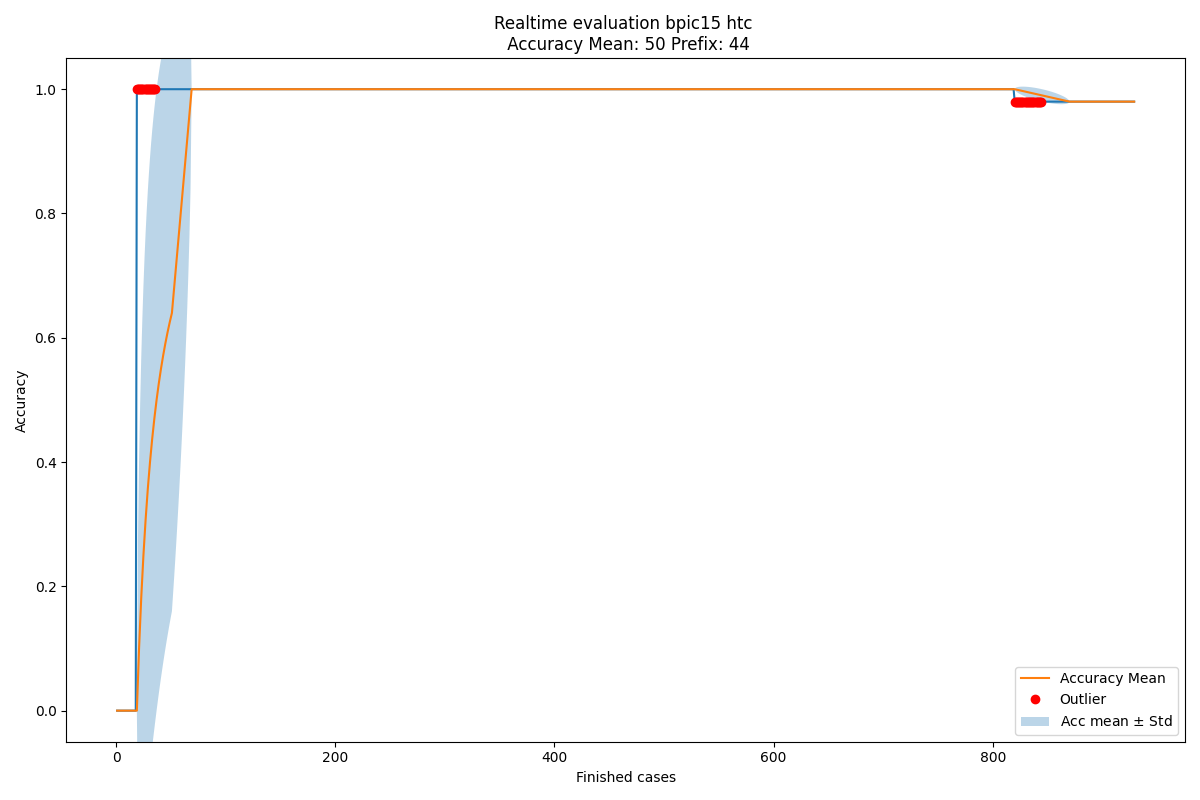 Realtime evaluation bpic15 htc
Accuracy Mean: 50 Prefix: 44
1.0
0.8
0.6
0.4
0.2
0.0
Accuracy
Accuracy Mean
Outlier
Acc mean ± Std
0 200 400 600 800
Finished cases